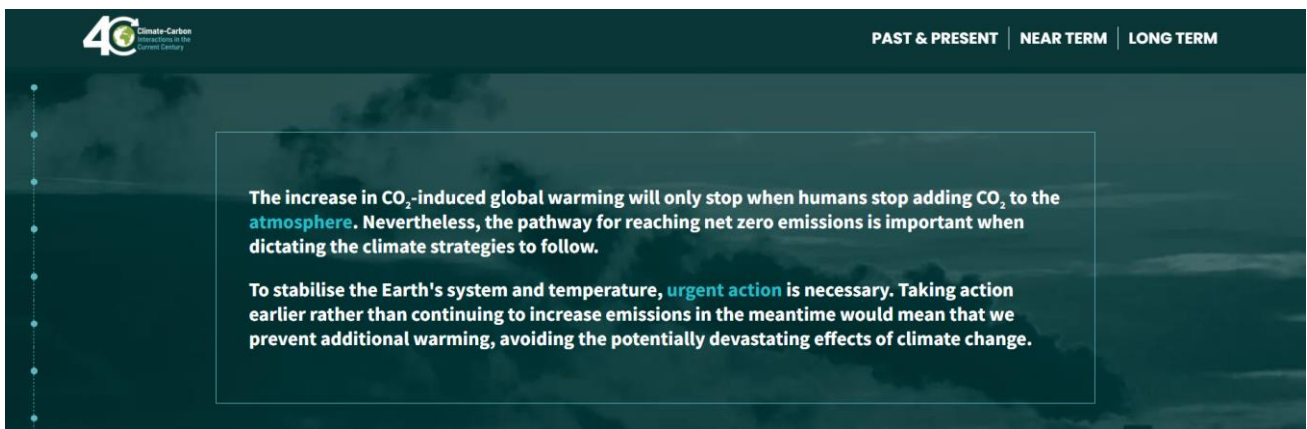 4C
Climate-Carbon
Interactions in the
Current Century
PAST & PRESENT | NEAR TERM | LONG TERM
The increase in CO₂-induced global warming will only stop when humans stop adding CO₂ to the
atmosphere. Nevertheless, the pathway for reaching net zero emissions is important when
dictating the climate strategies to follow.
To stabilise the Earth's system and temperature, urgent action is necessary. Taking action
earlier rather than continuing to increase emissions in the meantime would mean that we
prevent additional warming, avoiding the potentially devastating effects of climate change.